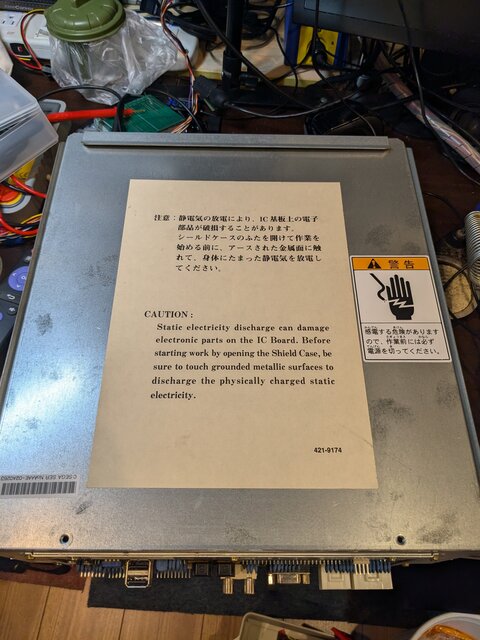 注意：静電気の放電により、IC基板上の電子
部品が破損することがあります。
シールドケースのふたを開けて作業を
始める前に、アースされた金属面に触
れて、身体にたまった静電気を放電し
てください。
CAUTION :
Static electricity discharge can damage
electronic parts on the IC Board. Before
starting work by opening the Shield Case, be
sure to touch grounded metallic surfaces to
discharge the physically charged static
electricity.
421-9174
警告
感電する危険があります
ので、作業前には必ず
電源を切ってください。
© SEGA